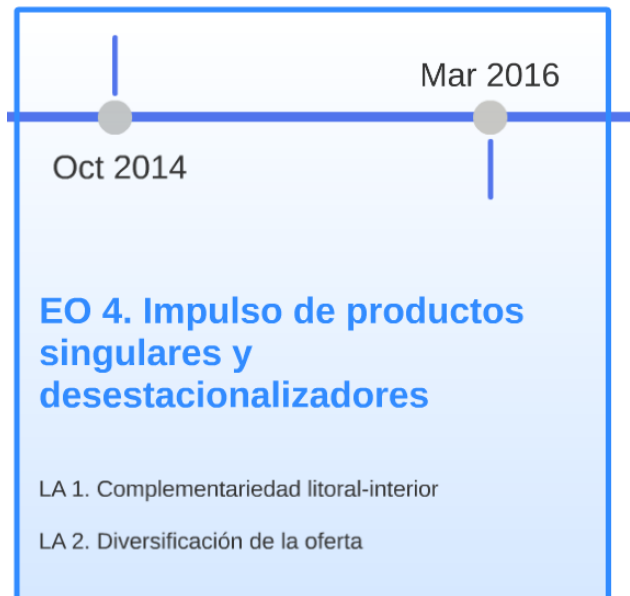 Mar 2016
Oct 2014
EO 4. Impulso de productos
singulares y
desestacionalizadores
LA 1. Complementariedad litoral-interior
LA 2. Diversificación de la oferta